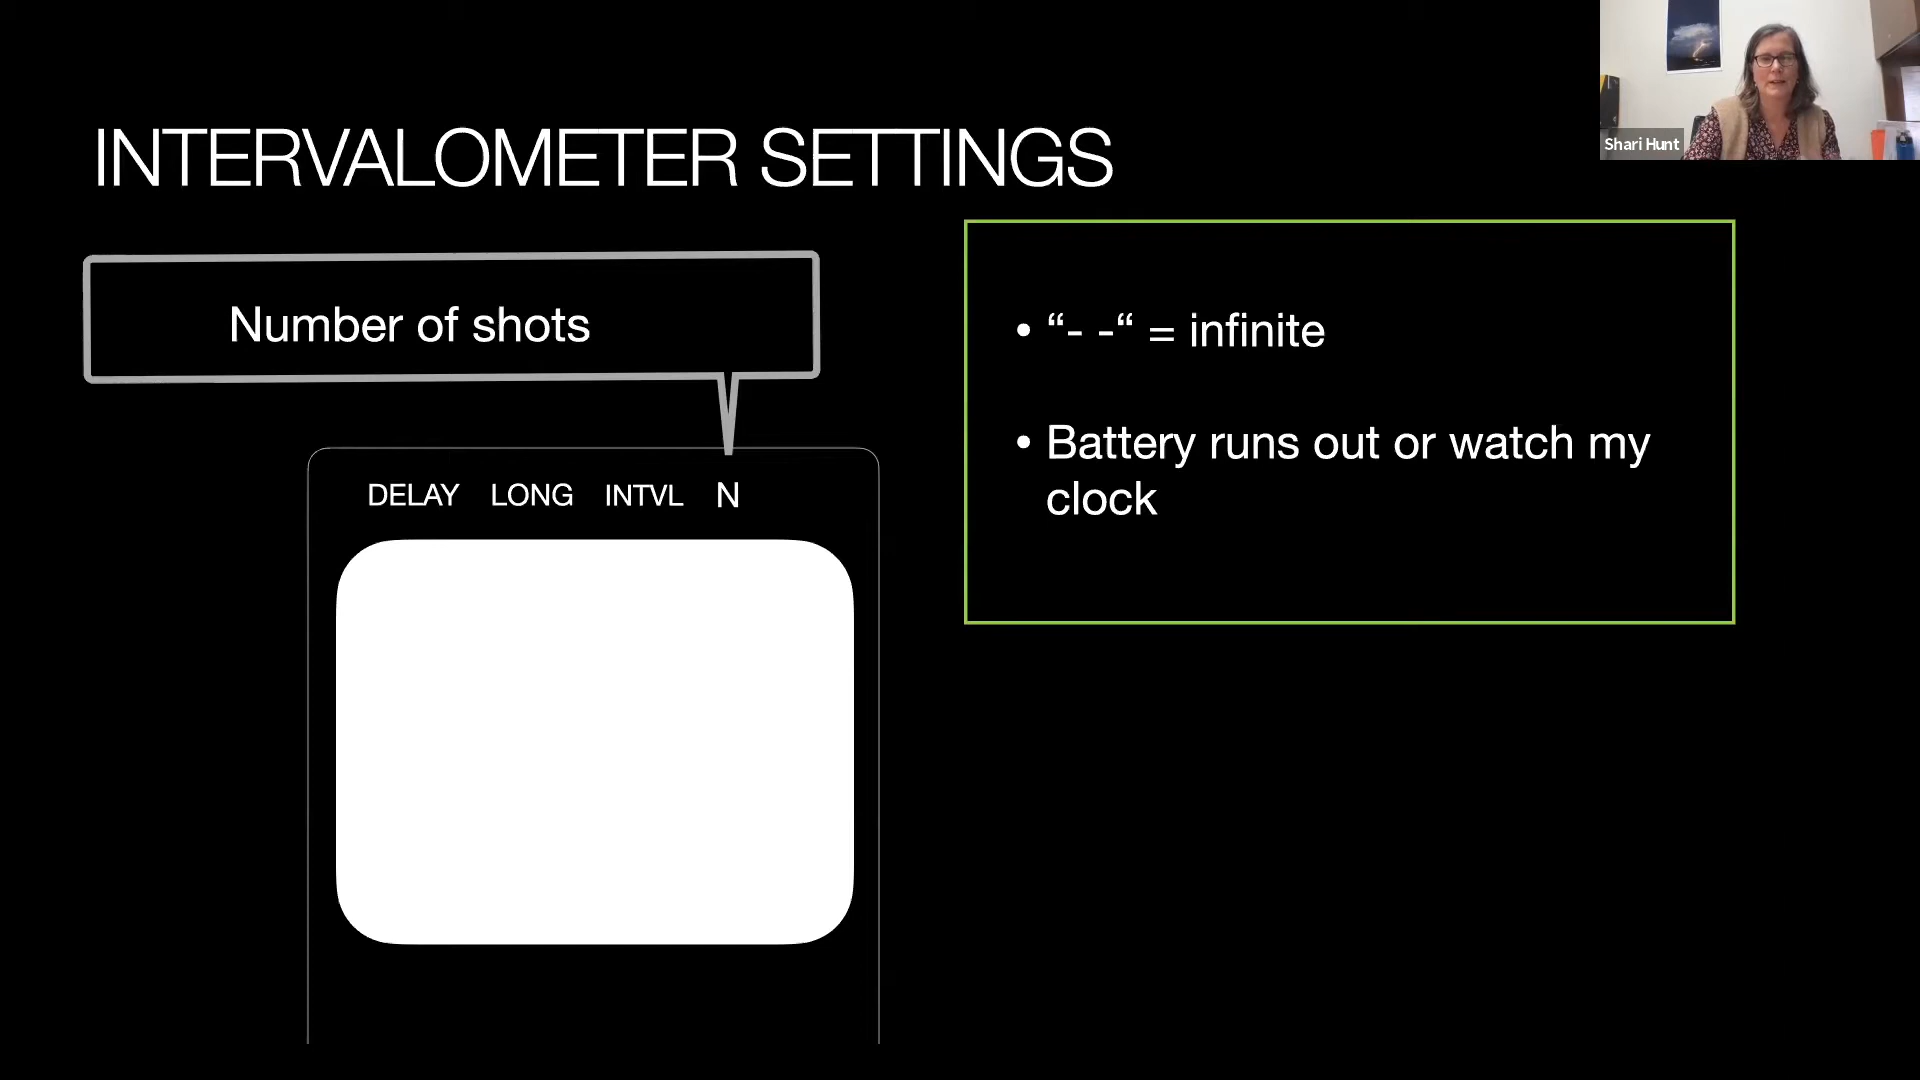 INTERVALOMETER SETTINGS
Shari Hunt
Number of shots
DELAY LONG INTVL N
• “- -“ = infinite
• Battery runs out or watch my
clock